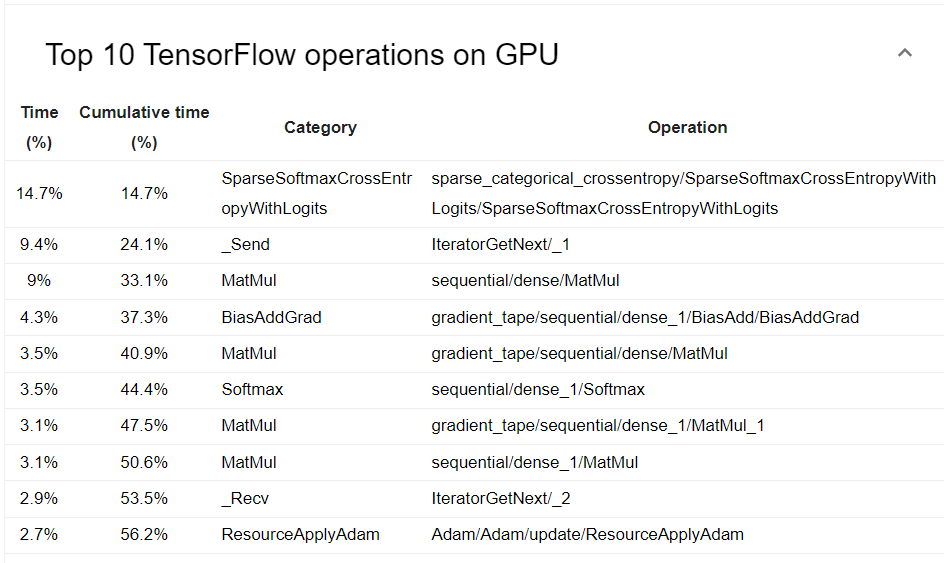 Top 10 TensorFlow operations on GPU
Time (%) Cumulative time (%) Category Operation
14.7% 14.7% SparseSoftmaxCrossEntropyWithLogits sparse_categorical_crossentropy/SparseSoftmaxCrossEntropyWithLogits/SparseSoftmaxCrossEntropyWithLogits
9.4% 24.1% _Send IteratorGetNext/_1
9% 33.1% MatMul sequential/dense/MatMul
4.3% 37.3% BiasAddGrad gradient_tape/sequential/dense_1/BiasAdd/BiasAddGrad
3.5% 40.9% MatMul gradient_tape/sequential/dense/MatMul
3.5% 44.4% Softmax sequential/dense_1/Softmax
3.1% 47.5% MatMul gradient_tape/sequential/dense_1/MatMul_1
3.1% 50.6% MatMul sequential/dense_1/MatMul
2.9% 53.5% _Recv IteratorGetNext/_2
2.7% 56.2% ResourceApplyAdam Adam/Adam/update/ResourceApplyAdam